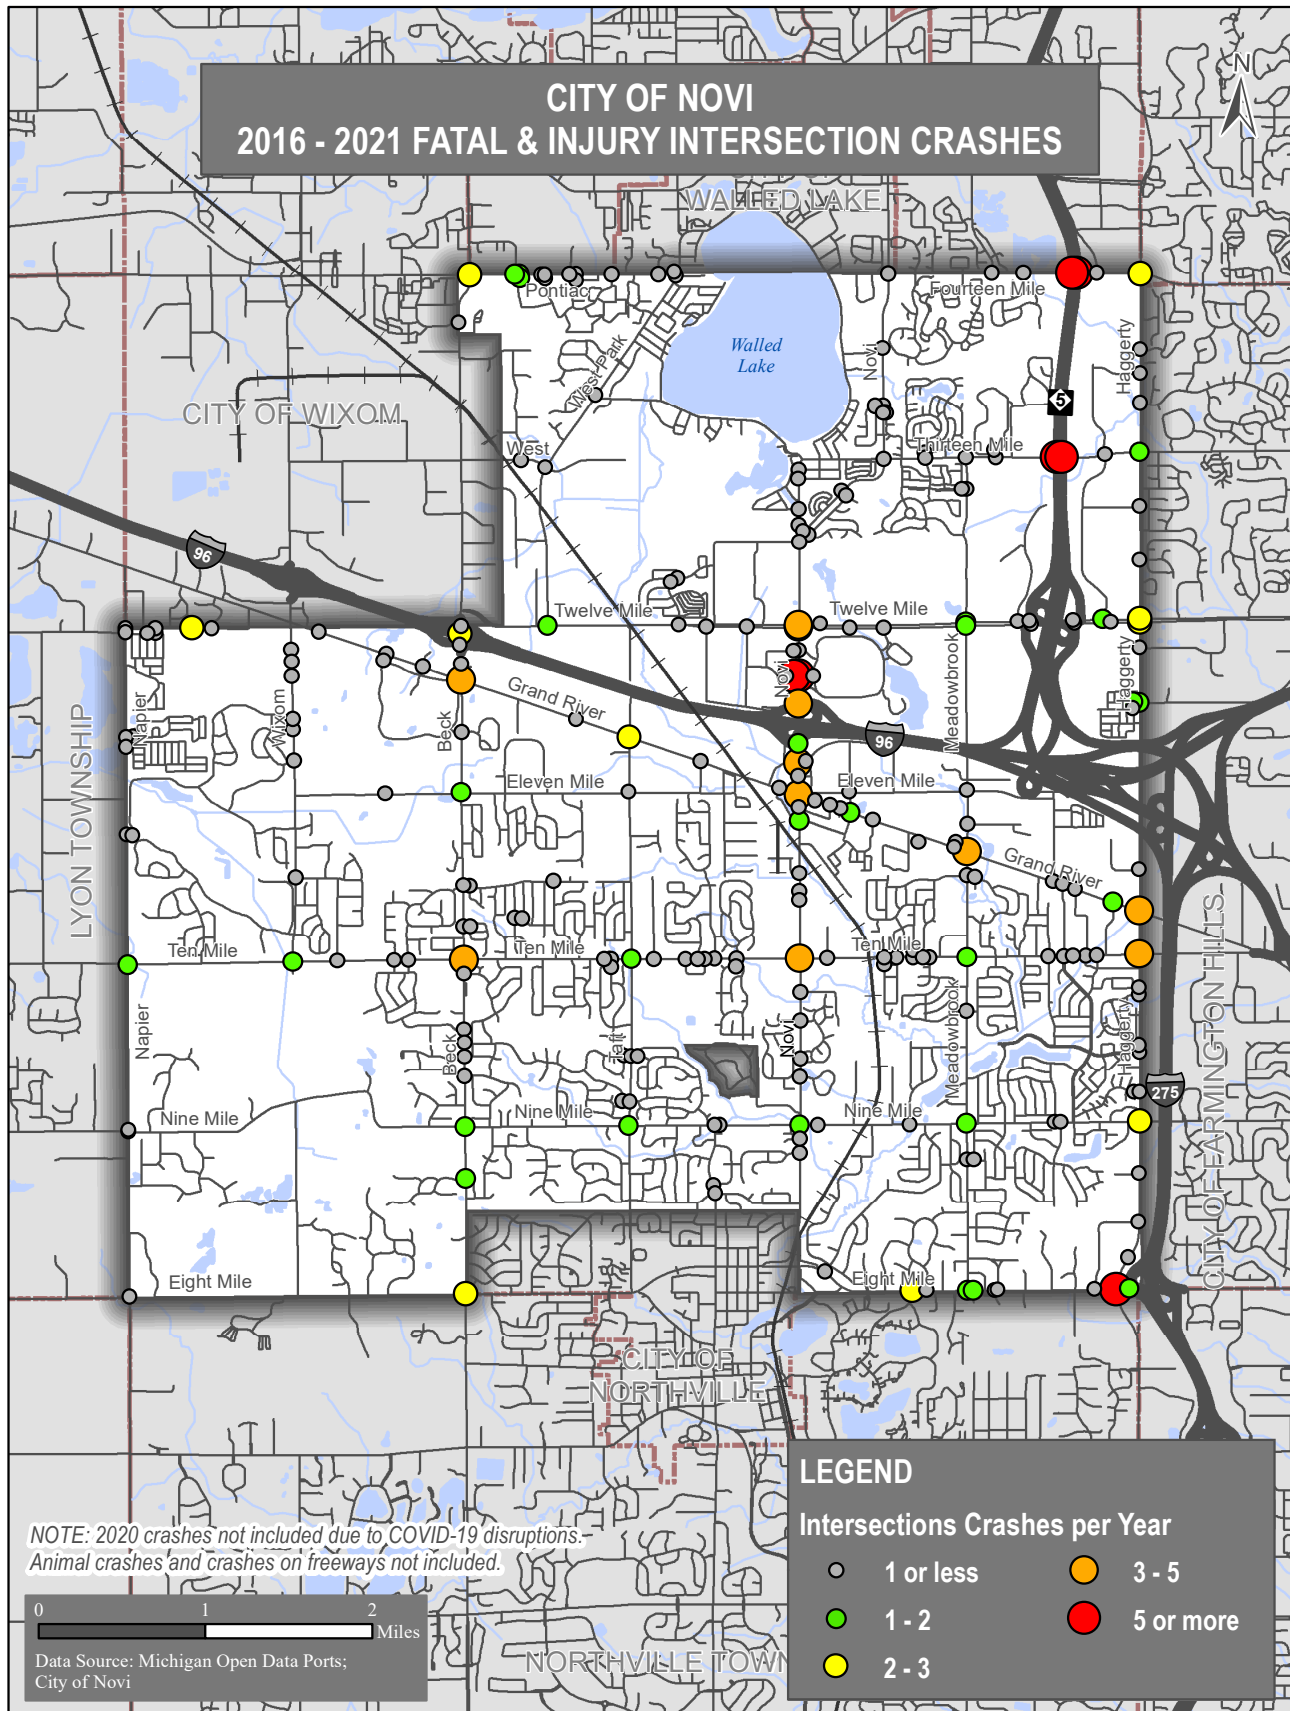 CITY OF NOVI
2016 - 2021 FATAL & INJURY INTERSECTION CRASHES
N
WALLED LAKE
Pontiac
Fourteen Mile
Haggerty
Walled
Lake
Novi
West Park
5
CITY OF WIXOM
West
Thirteen Mile
96
Twelve Mile
Twelve Mile
Meadowbrook
Haggerty
Novi
Napier
Wixom
Beck
Grand River
96
LYON TOWNSHIP
Eleven Mile
Eleven Mile
Grand River
Ten Mile
Ten Mile
Ten Mile
Napier
Beck
Taft
Novi
Meadowbrook
Haggerty
CITY OF FARMINGTON HILLS
275
Nine Mile
Nine Mile
Nine Mile
Eight Mile
Eight Mile
CITY OF
NORTHVILLE
NOTE: 2020 crashes not included due to COVID-19 disruptions.
Animal crashes and crashes on freeways not included.
0 1 2
Miles
Data Source: Michigan Open Data Ports;
City of Novi
NORTHVILLE TOWN
LEGEND
Intersections Crashes per Year
1 or less
1 - 2
2 - 3
3 - 5
5 or more